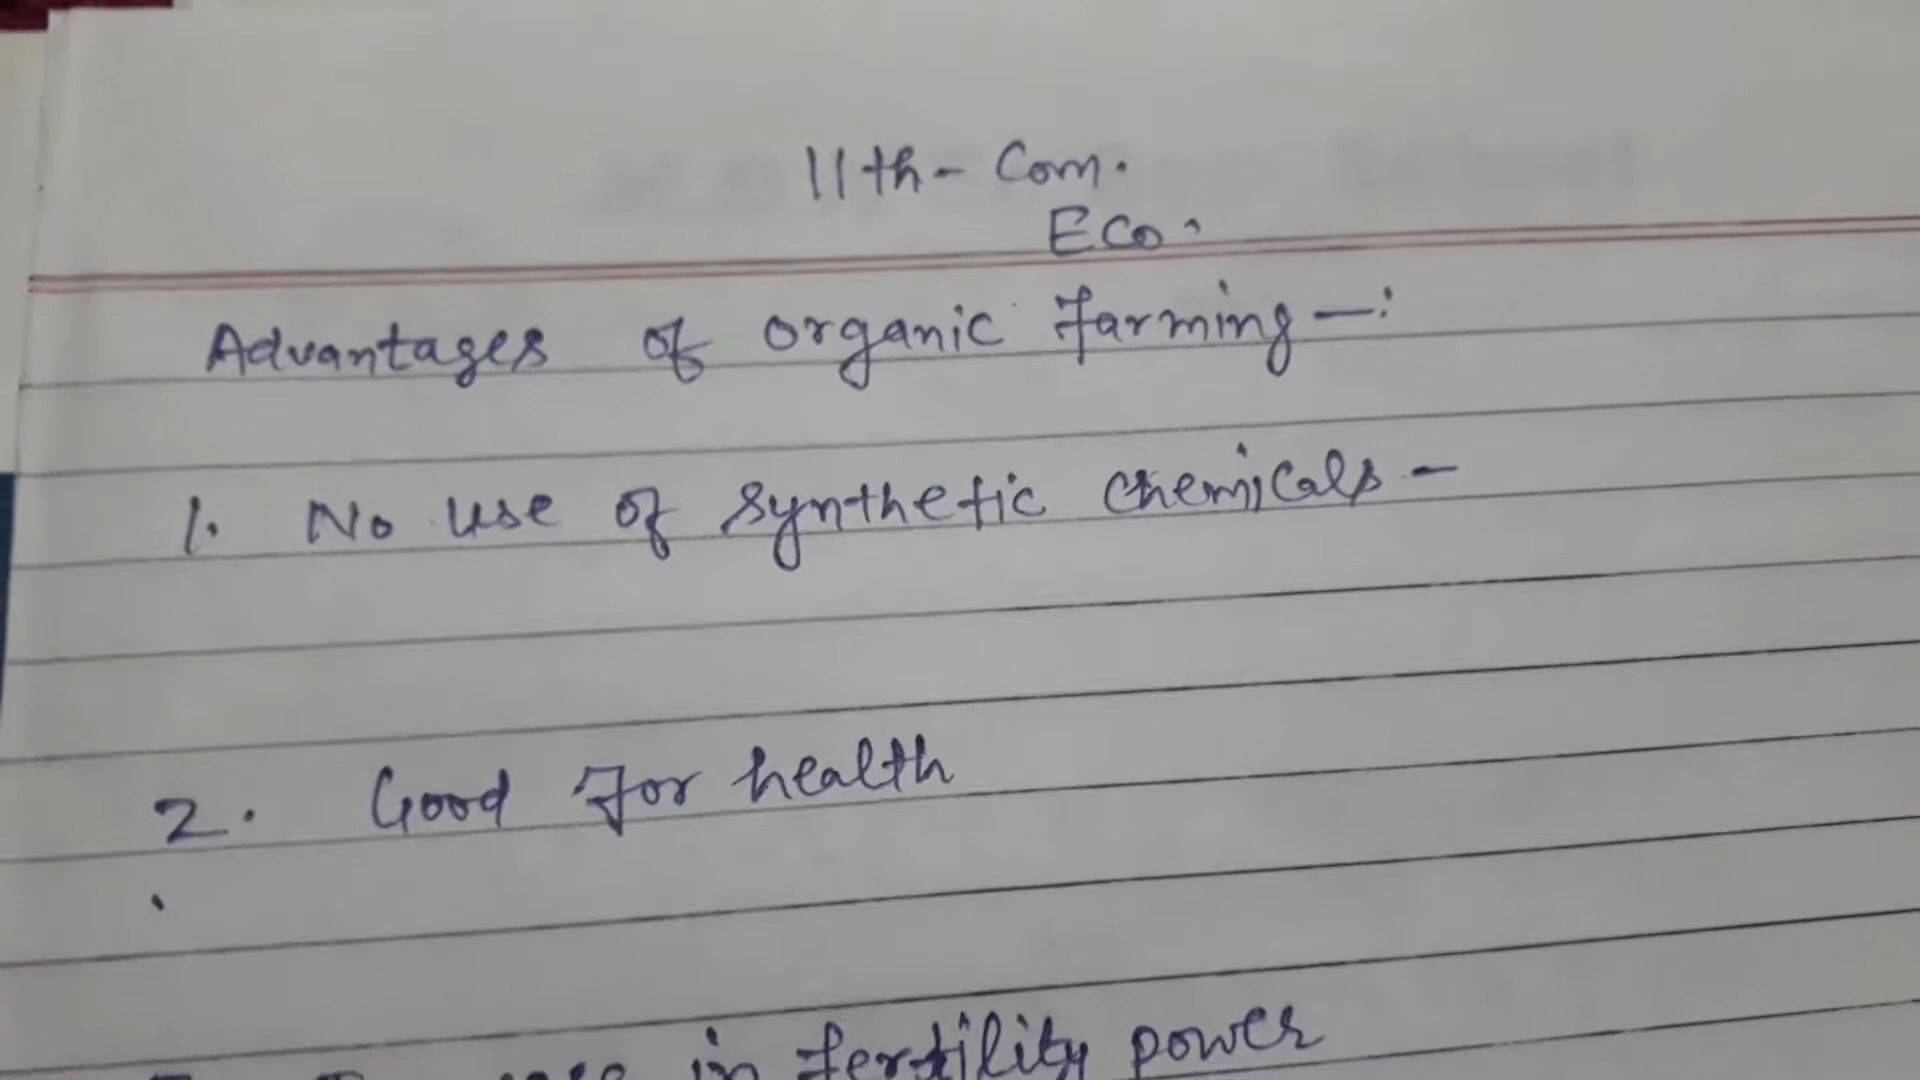 11th - Com.
Eco.
Advantages of organic farming -:
1. No use of synthetic chemicals -
2. Good for health
in fertility power